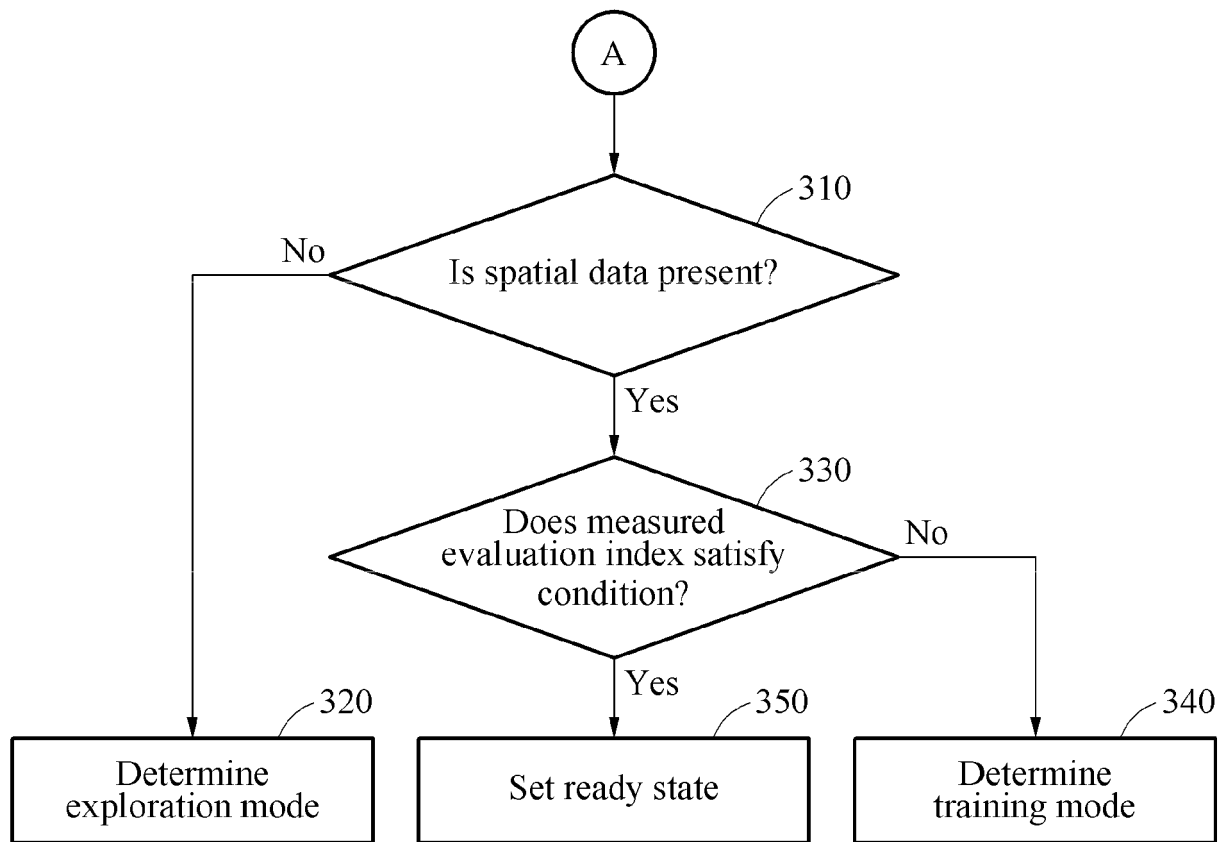 A
310
No
Is spatial data present?
Yes
330
Does measured
evaluation index satisfy
condition?
No
Yes
320
350
340
Determine
exploration mode
Set ready state
Determine
training mode